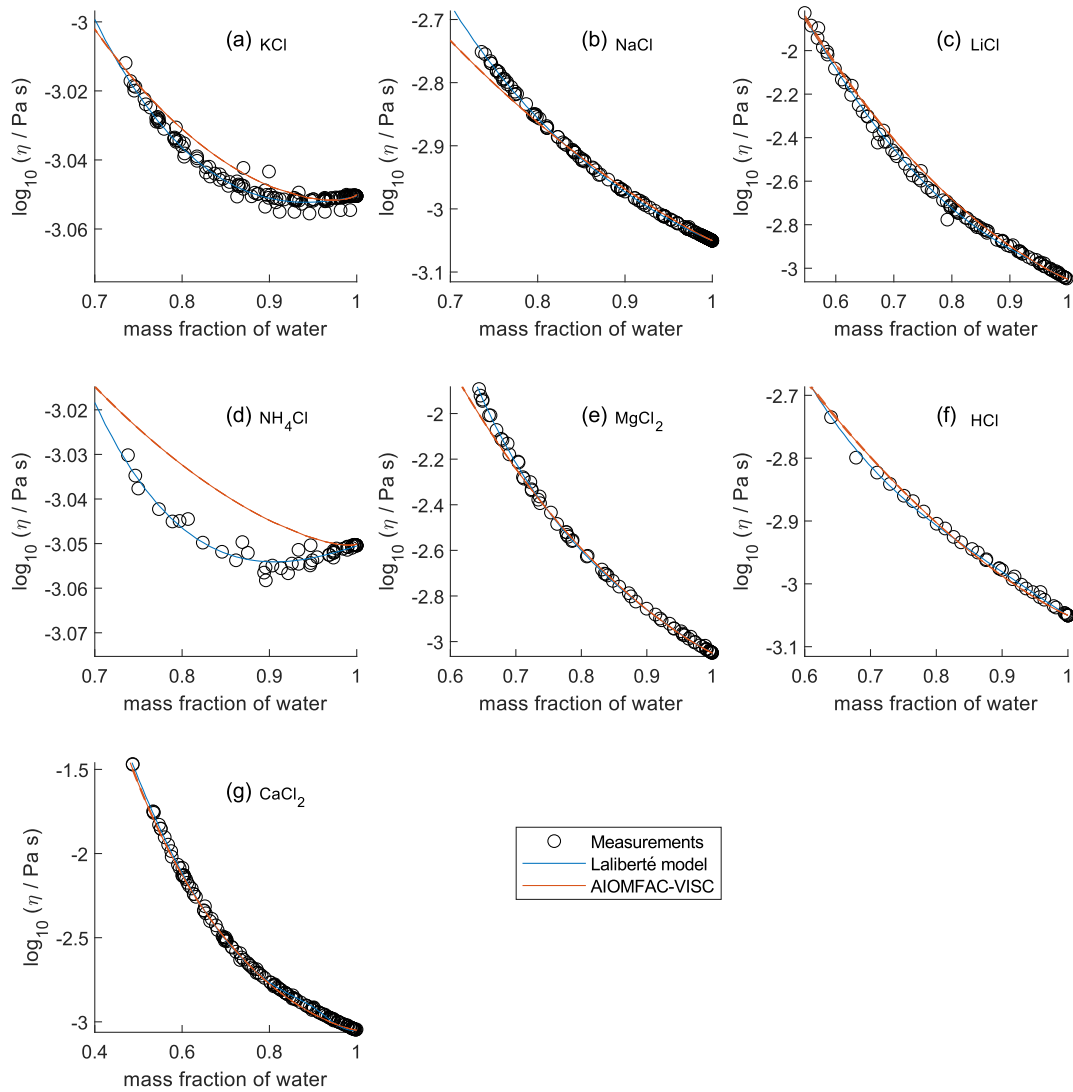 (a) KCl
-3
-3.02
-3.04
-3.06
log10 (η / Pa s)
0.7 0.8 0.9 1
mass fraction of water
(b) NaCl
-2.7
-2.8
-2.9
-3
-3.1
log10 (η / Pa s)
0.7 0.8 0.9 1
mass fraction of water
(c) LiCl
-2
-2.2
-2.4
-2.6
-2.8
-3
log10 (η / Pa s)
0.6 0.7 0.8 0.9 1
mass fraction of water
(d) NH4Cl
-3.02
-3.03
-3.04
-3.05
-3.06
-3.07
log10 (η / Pa s)
0.7 0.8 0.9 1
mass fraction of water
(e) MgCl2
-2
-2.2
-2.4
-2.6
-2.8
-3
log10 (η / Pa s)
0.6 0.7 0.8 0.9 1
mass fraction of water
(f) HCl
-2.7
-2.8
-2.9
-3
-3.1
log10 (η / Pa s)
0.6 0.7 0.8 0.9 1
mass fraction of water
(g) CaCl2
-1.5
-2
-2.5
-3
log10 (η / Pa s)
0.4 0.6 0.8 1
mass fraction of water
Measurements
Laliberté model
AIOMFAC-VISC